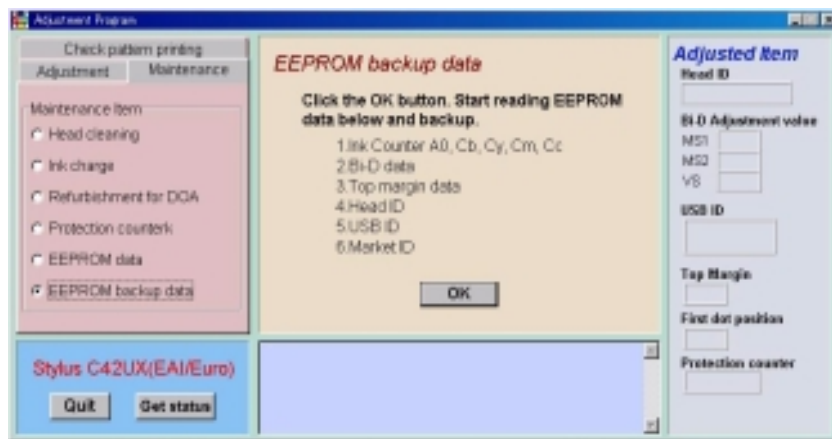 Adjustment Program
Check pattern printing
Adjustment
Maintenance
Maintenance Item
Head cleaning
Ink charge
Refurbishment for DOA
Protection counterk
EEPROM data
EEPROM backup data
EEPROM backup data
Click the OK button. Start reading EEPROM
data below and backup.
1.Ink Counter A0, Cb, Cy, Cm, Cc
2.Bi-D data
3.Top margin data
4.Head ID
5.USB ID
6.Market ID
OK
Adjusted Item
Head ID
Bi-D Adjustment value
MS1
MS2
VS
USB ID
Top Margin
First dot position
Protection counter
Stylus C42UX(EAI/Euro)
Quit
Get status